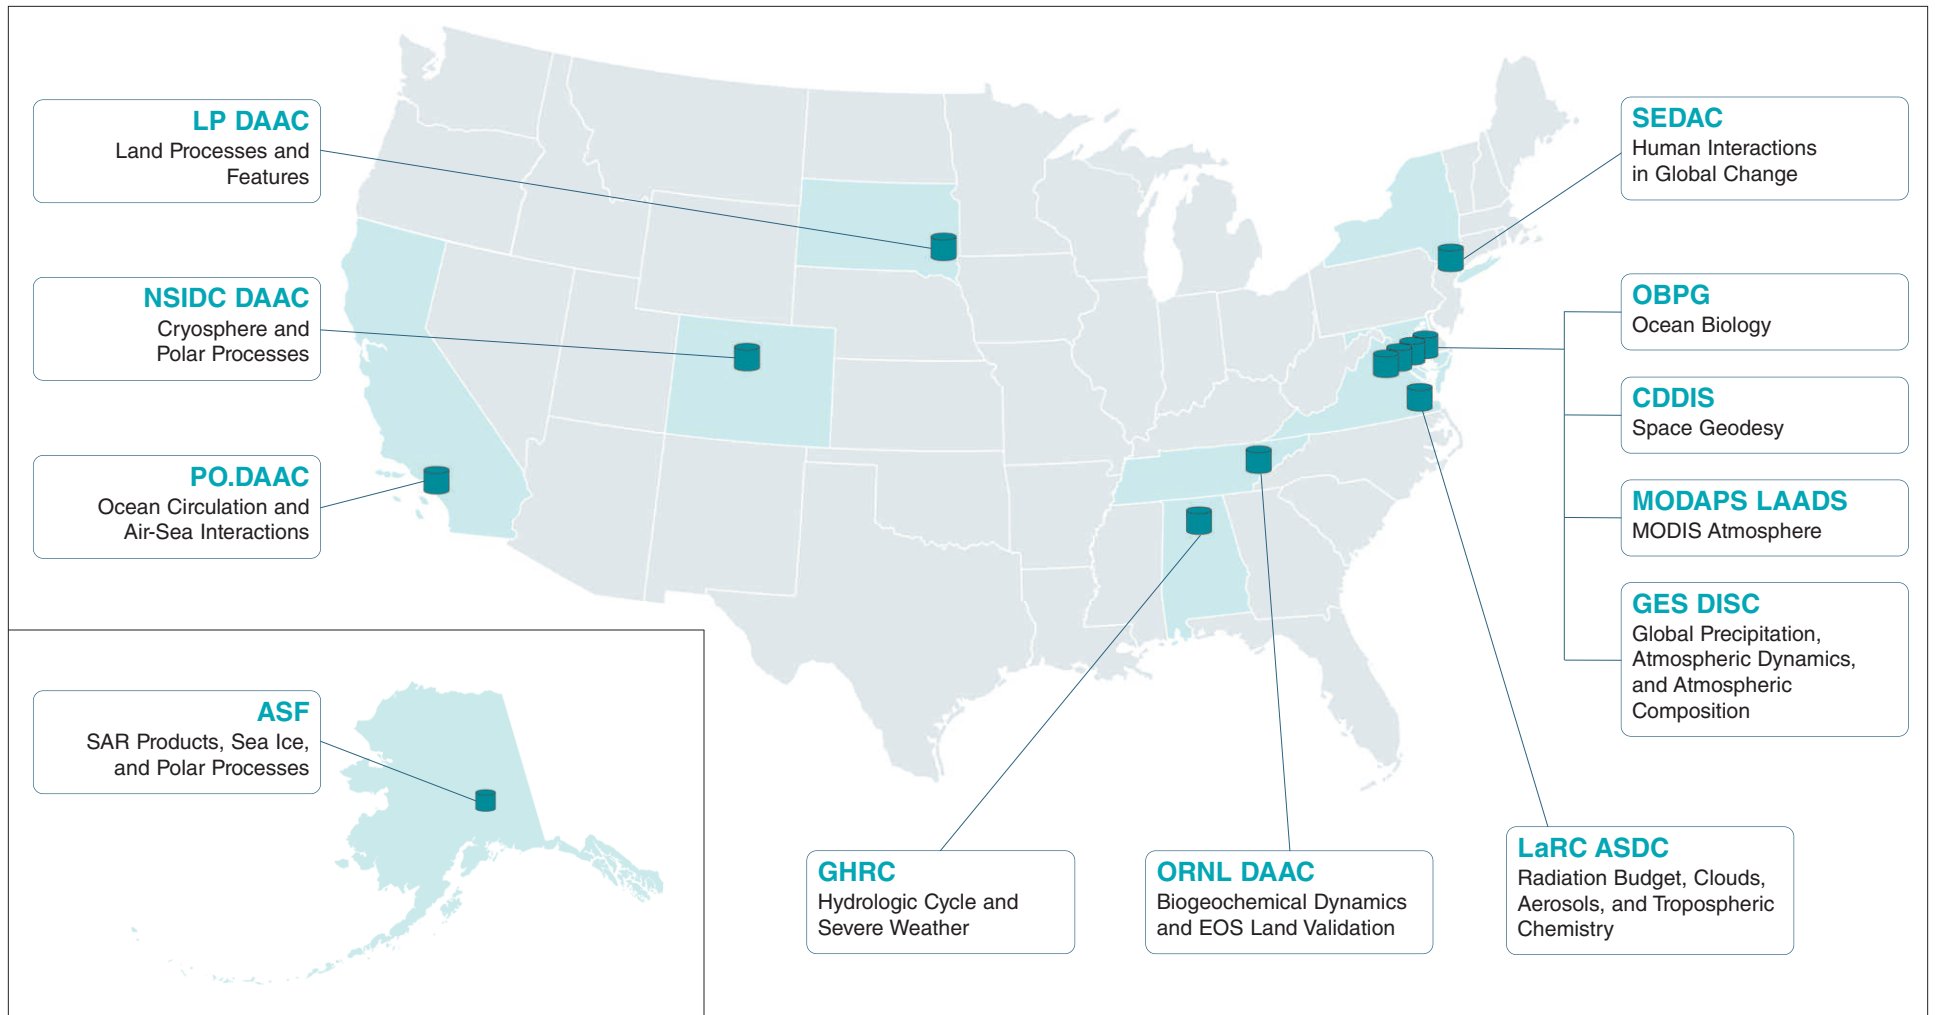 LP DAAC
Land Processes and
Features
NSIDC DAAC
Cryosphere and
Polar Processes
PO.DAAC
Ocean Circulation and
Air-Sea Interactions
ASF
SAR Products, Sea Ice,
and Polar Processes
SEDAC
Human Interactions
in Global Change
OBPG
Ocean Biology
CDDIS
Space Geodesy
MODAPS LAADS
MODIS Atmosphere
GES DISC
Global Precipitation,
Atmospheric Dynamics,
and Atmospheric
Composition
GHRC
Hydrologic Cycle and
Severe Weather
ORNL DAAC
Biogeochemical Dynamics
and EOS Land Validation
LaRC ASDC
Radiation Budget, Clouds,
Aerosols, and Tropospheric
Chemistry